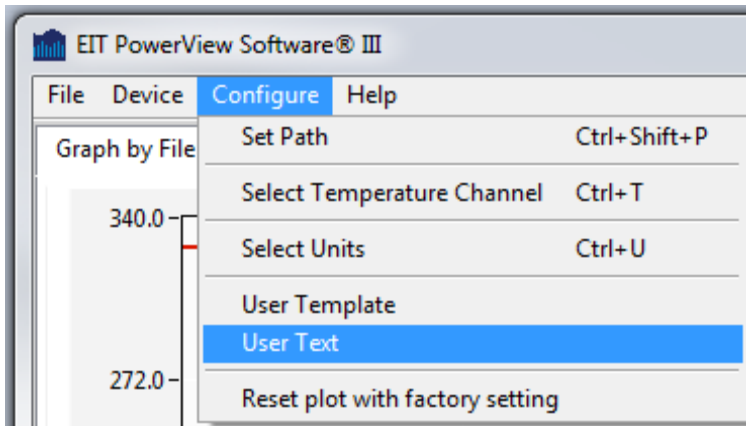 EIT PowerView Software® III
File Device Configure Help
Graph by File
Set Path Ctrl+Shift+P
Select Temperature Channel Ctrl+T
340.0
Select Units Ctrl+U
User Template
User Text
272.0
Reset plot with factory setting